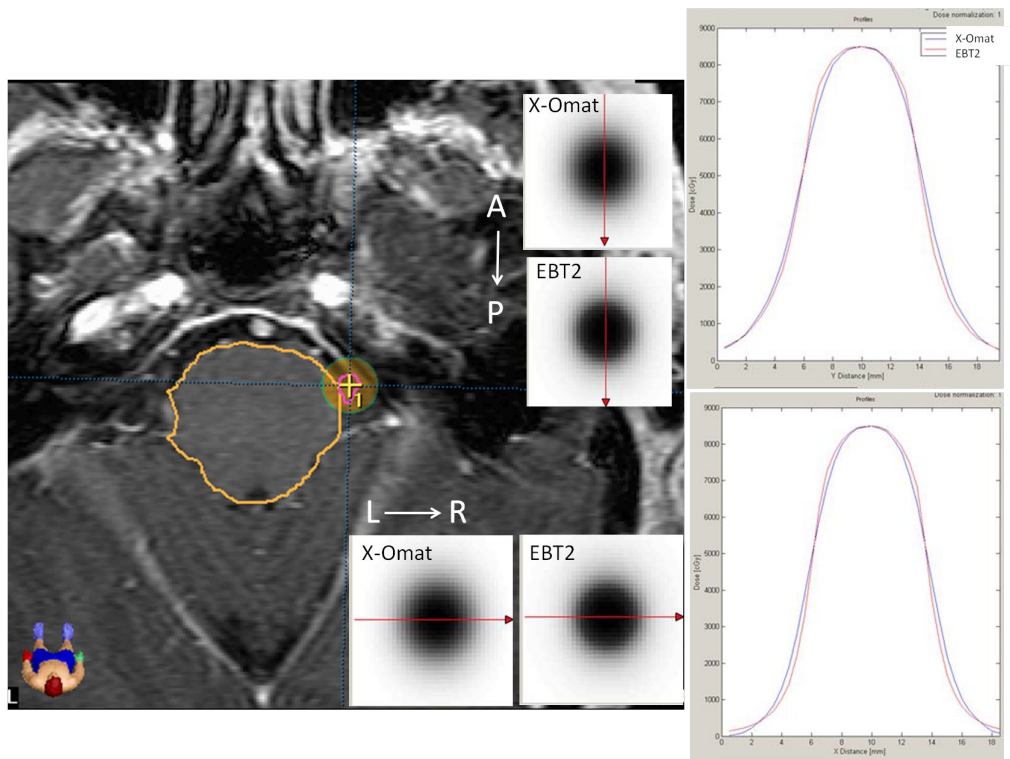 Dose normalization: 1
Profiles
X-Omat
EBT2
9000
8000
7000
6000
5000
4000
3000
2000
1000
0
Dose [cGy]
0 2 4 6 8 10 12 14 16 18
Y Distance [mm]
X-Omat
A
EBT2
P
1
L R
X-Omat
EBT2
L
Dose normalization: 1
Profiles
9000
8000
7000
6000
5000
4000
3000
2000
1000
0
Dose [cGy]
0 2 4 6 8 10 12 14 16 18
X Distance [mm]